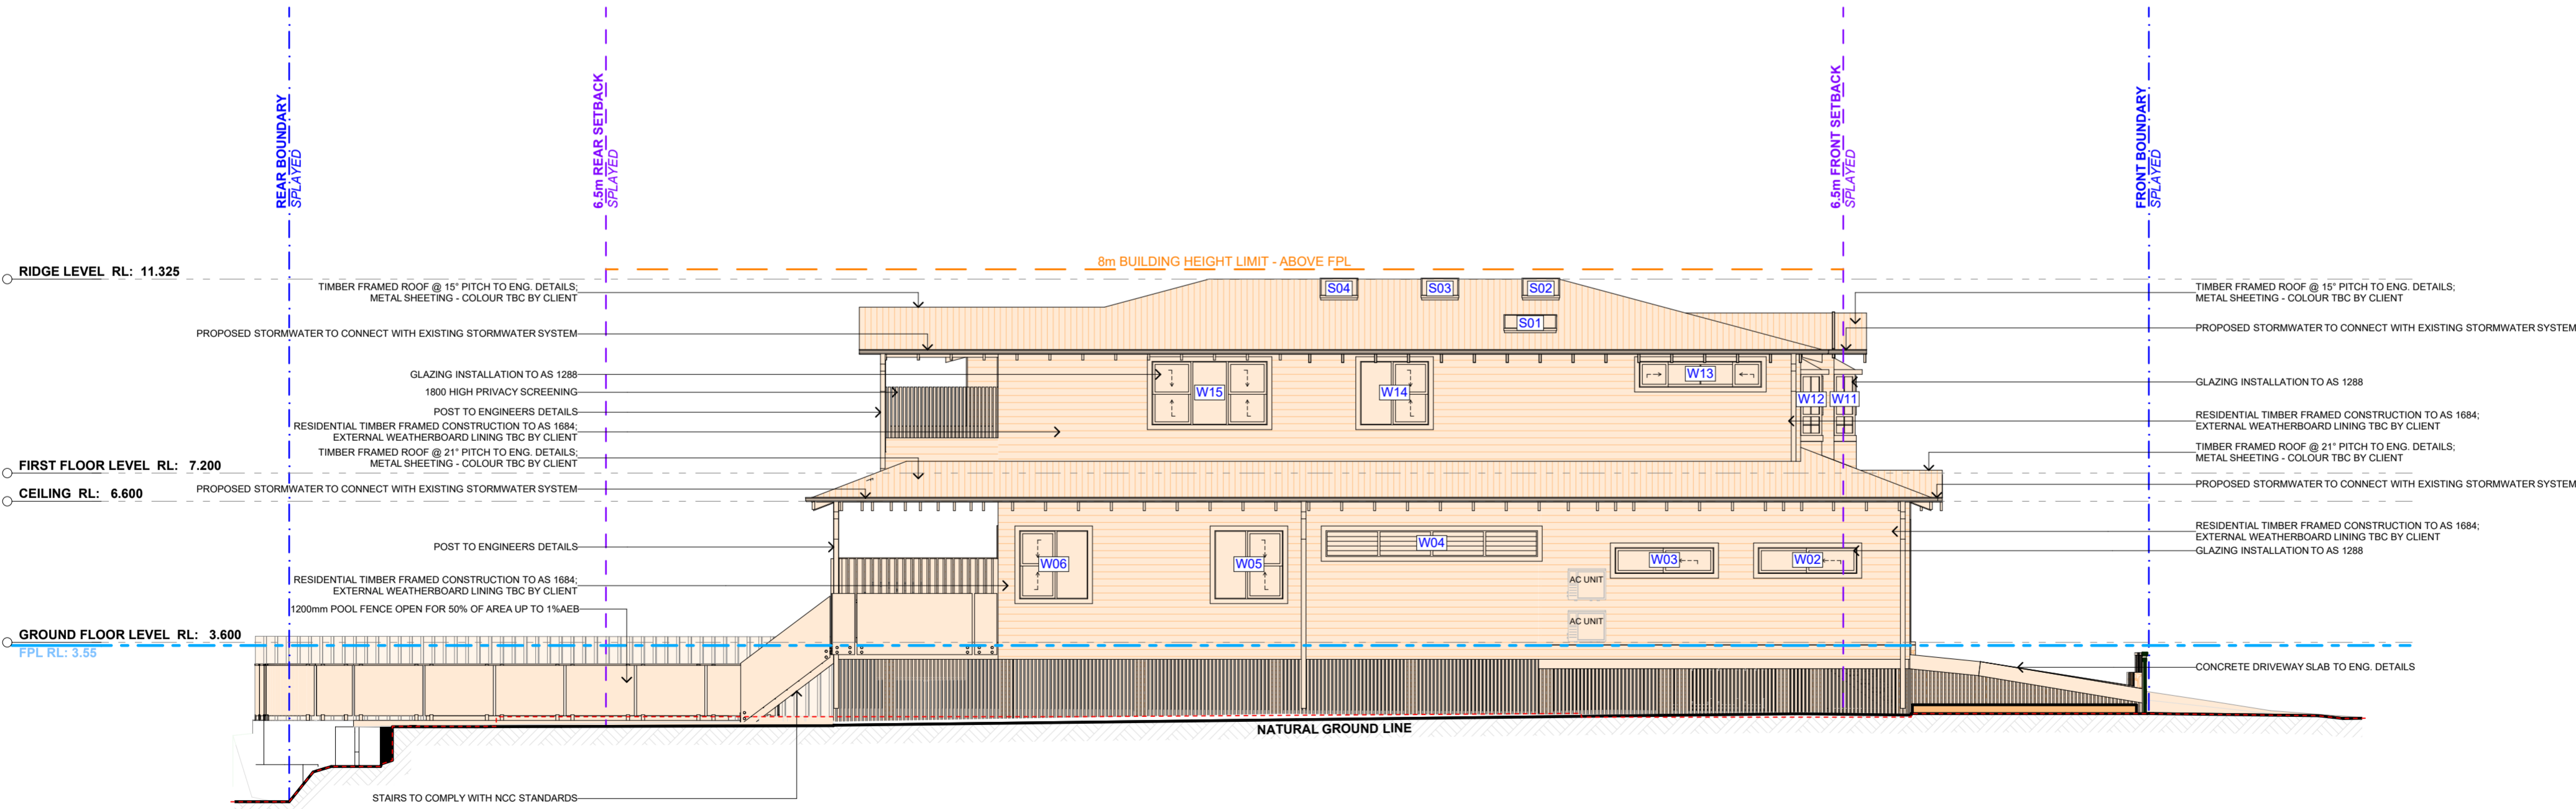 REAR BOUNDARY
SPLAYED
6.5m REAR SETBACK
SPLAYED
6.5m FRONT SETBACK
SPLAYED
FRONT BOUNDARY
SPLAYED
8m BUILDING HEIGHT LIMIT - ABOVE FPL
RIDGE LEVEL RL: 11.325
TIMBER FRAMED ROOF @ 15° PITCH TO ENG. DETAILS;
METAL SHEETING - COLOUR TBC BY CLIENT
PROPOSED STORMWATER TO CONNECT WITH EXISTING STORMWATER SYSTEM
GLAZING INSTALLATION TO AS 1288
1800 HIGH PRIVACY SCREENING
POST TO ENGINEERS DETAILS
RESIDENTIAL TIMBER FRAMED CONSTRUCTION TO AS 1684;
EXTERNAL WEATHERBOARD LINING TBC BY CLIENT
TIMBER FRAMED ROOF @ 21° PITCH TO ENG. DETAILS;
METAL SHEETING - COLOUR TBC BY CLIENT
FIRST FLOOR LEVEL RL: 7.200
CEILING RL: 6.600
PROPOSED STORMWATER TO CONNECT WITH EXISTING STORMWATER SYSTEM
POST TO ENGINEERS DETAILS
RESIDENTIAL TIMBER FRAMED CONSTRUCTION TO AS 1684;
EXTERNAL WEATHERBOARD LINING TBC BY CLIENT
1200mm POOL FENCE OPEN FOR 50% OF AREA UP TO 1%AEB
GROUND FLOOR LEVEL RL: 3.600
FPL RL: 3.55
STAIRS TO COMPLY WITH NCC STANDARDS
S04
S03
S02
S01
W15
W14
W13
W12
W11
W06
W05
W04
W03
W02
AC UNIT
AC UNIT
NATURAL GROUND LINE
TIMBER FRAMED ROOF @ 15° PITCH TO ENG. DETAILS;
METAL SHEETING - COLOUR TBC BY CLIENT
PROPOSED STORMWATER TO CONNECT WITH EXISTING STORMWATER SYSTEM
GLAZING INSTALLATION TO AS 1288
RESIDENTIAL TIMBER FRAMED CONSTRUCTION TO AS 1684;
EXTERNAL WEATHERBOARD LINING TBC BY CLIENT
TIMBER FRAMED ROOF @ 21° PITCH TO ENG. DETAILS;
METAL SHEETING - COLOUR TBC BY CLIENT
PROPOSED STORMWATER TO CONNECT WITH EXISTING STORMWATER SYSTEM
RESIDENTIAL TIMBER FRAMED CONSTRUCTION TO AS 1684;
EXTERNAL WEATHERBOARD LINING TBC BY CLIENT
GLAZING INSTALLATION TO AS 1288
CONCRETE DRIVEWAY SLAB TO ENG. DETAILS